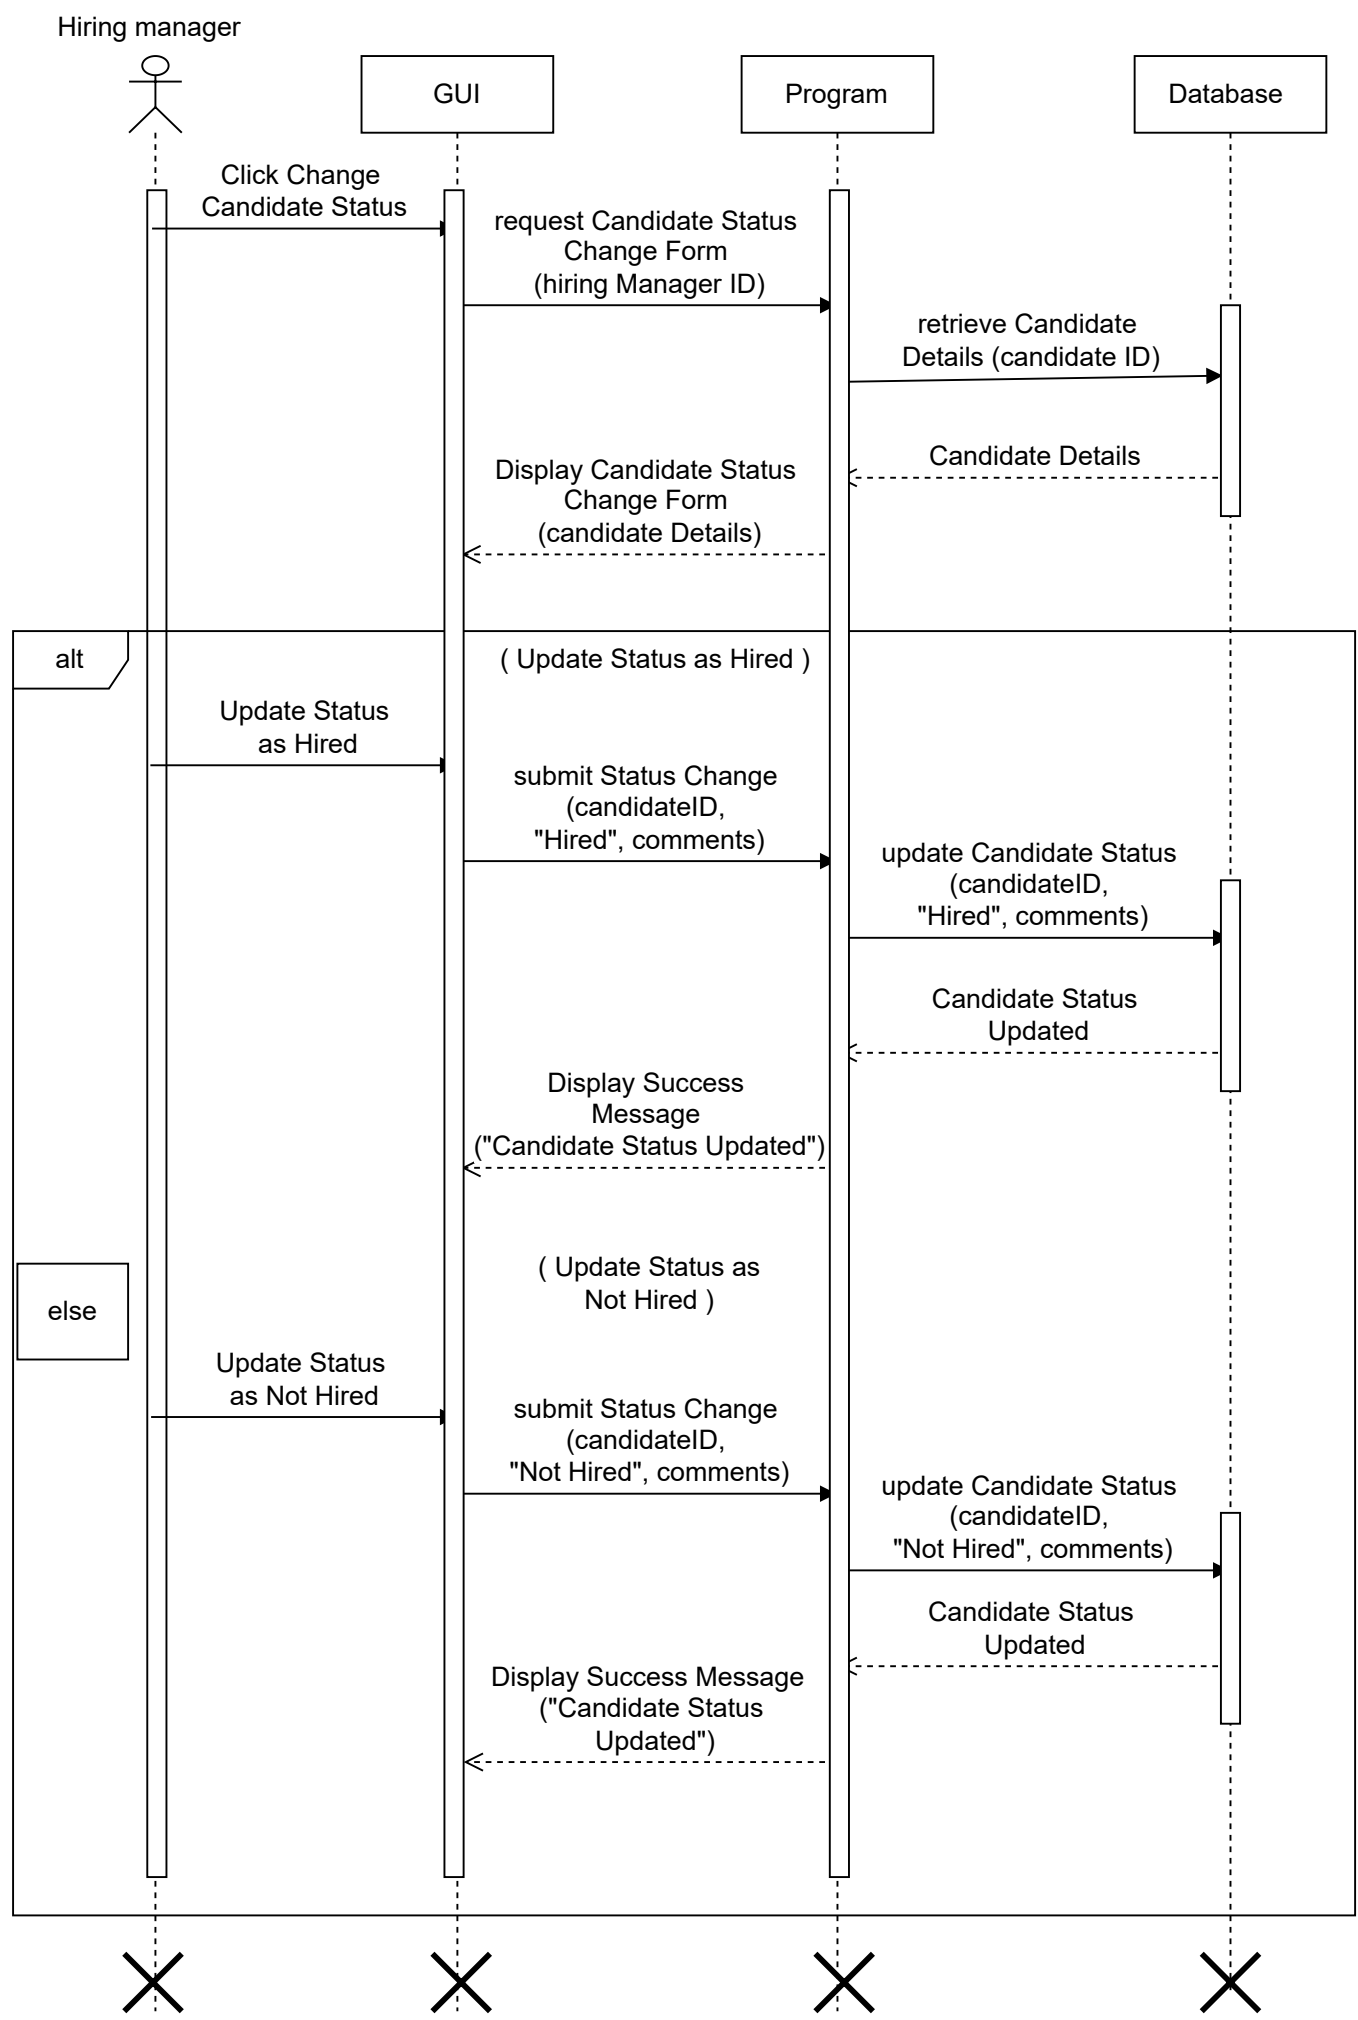 Hiring manager
GUI
Program
Database
Click Change
Candidate Status
request Candidate Status
Change Form
(hiring Manager ID)
retrieve Candidate
Details (candidate ID)
Candidate Details
Display Candidate Status
Change Form
(candidate Details)
alt
( Update Status as Hired )
Update Status
as Hired
submit Status Change
(candidateID,
"Hired", comments)
update Candidate Status
(candidateID,
"Hired", comments)
Candidate Status
Updated
Display Success
Message
("Candidate Status Updated")
( Update Status as
Not Hired )
else
Update Status
as Not Hired
submit Status Change
(candidateID,
"Not Hired", comments)
update Candidate Status
(candidateID,
"Not Hired", comments)
Candidate Status
Updated
Display Success Message
("Candidate Status
Updated")